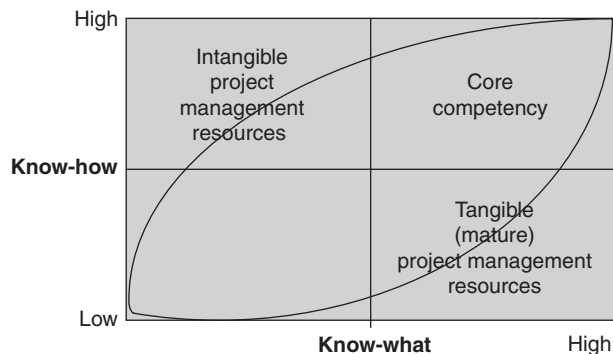 High
Intangible
project
management
resources
Core
competency
Know-how
Tangible
(mature)
project management
resources
Low
Know-what
High